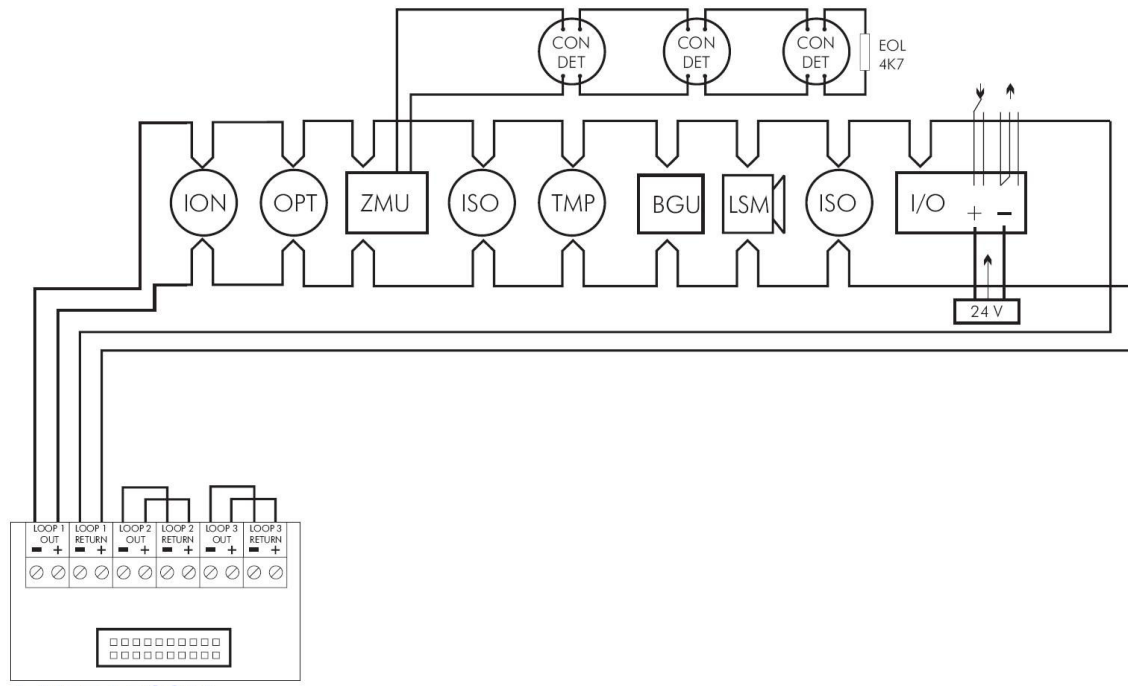 CON DET
CON DET
CON DET
EOL
4K7
ION
OPT
ZMU
ISO
TMP
BGU
LSM
ISO
I/O
+ −
24 V
LOOP 1 OUT
LOOP 1 RETURN
LOOP 2 OUT
LOOP 2 RETURN
LOOP 3 OUT
LOOP 3 RETURN
− + − + − + − + − + − +